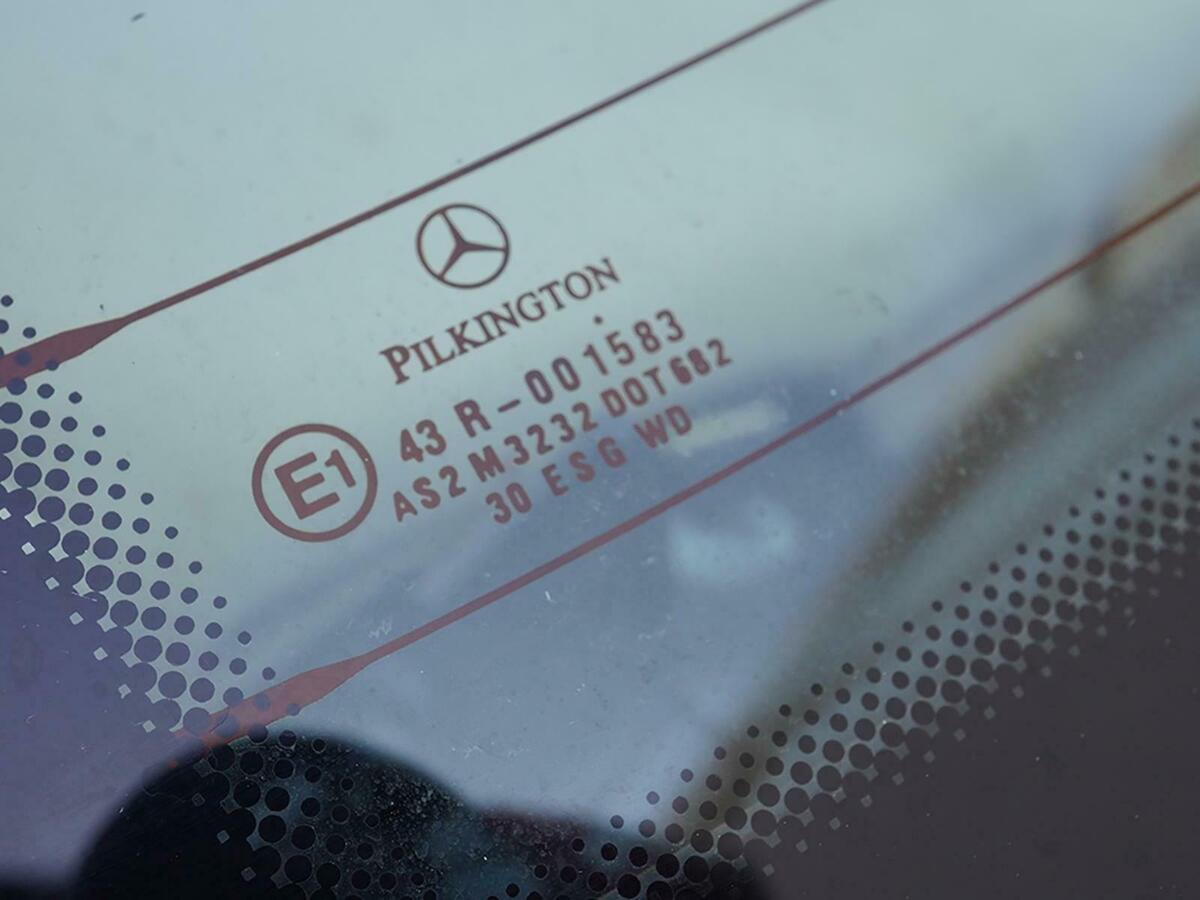 PILKINGTON
43 R-001583
E1
AS2 M3232 DOT682
30 ESG WD